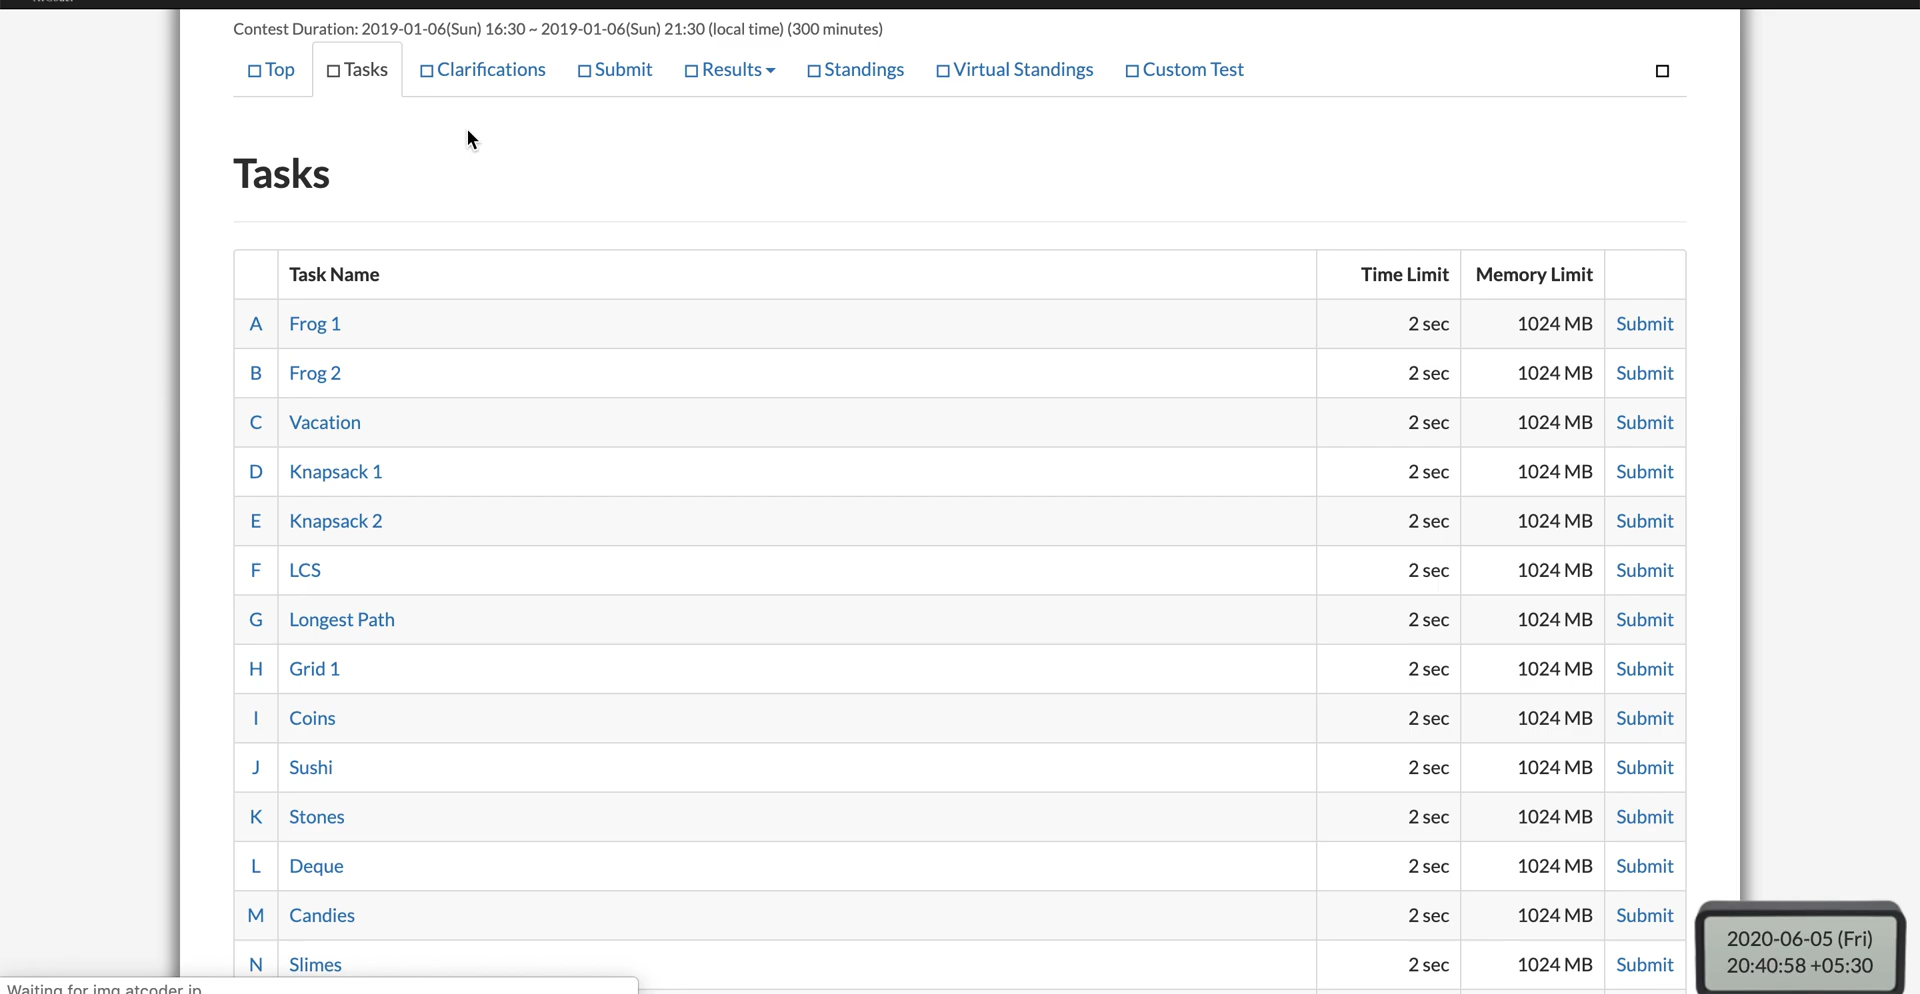 Contest Duration: 2019-01-06(Sun) 16:30 ~ 2019-01-06(Sun) 21:30 (local time) (300 minutes)
Top Tasks Clarifications Submit Results Standings Virtual Standings Custom Test
Tasks
Task Name Time Limit Memory Limit
A Frog 1 2 sec 1024 MB Submit
B Frog 2 2 sec 1024 MB Submit
C Vacation 2 sec 1024 MB Submit
D Knapsack 1 2 sec 1024 MB Submit
E Knapsack 2 2 sec 1024 MB Submit
F LCS 2 sec 1024 MB Submit
G Longest Path 2 sec 1024 MB Submit
H Grid 1 2 sec 1024 MB Submit
I Coins 2 sec 1024 MB Submit
J Sushi 2 sec 1024 MB Submit
K Stones 2 sec 1024 MB Submit
L Deque 2 sec 1024 MB Submit
M Candies 2 sec 1024 MB Submit
N Slimes 2 sec 1024 MB Submit
2020-06-05 (Fri)
20:40:58 +05:30
Waiting for img.atcoder.jp